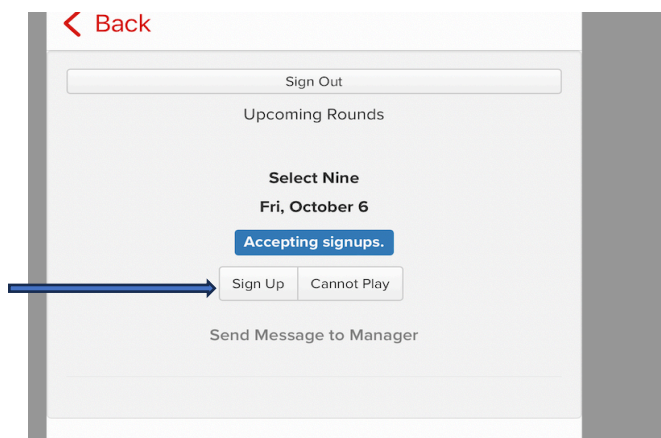 Back
Sign Out
Upcoming Rounds
Select Nine
Fri, October 6
Accepting signups.
Sign Up Cannot Play
Send Message to Manager